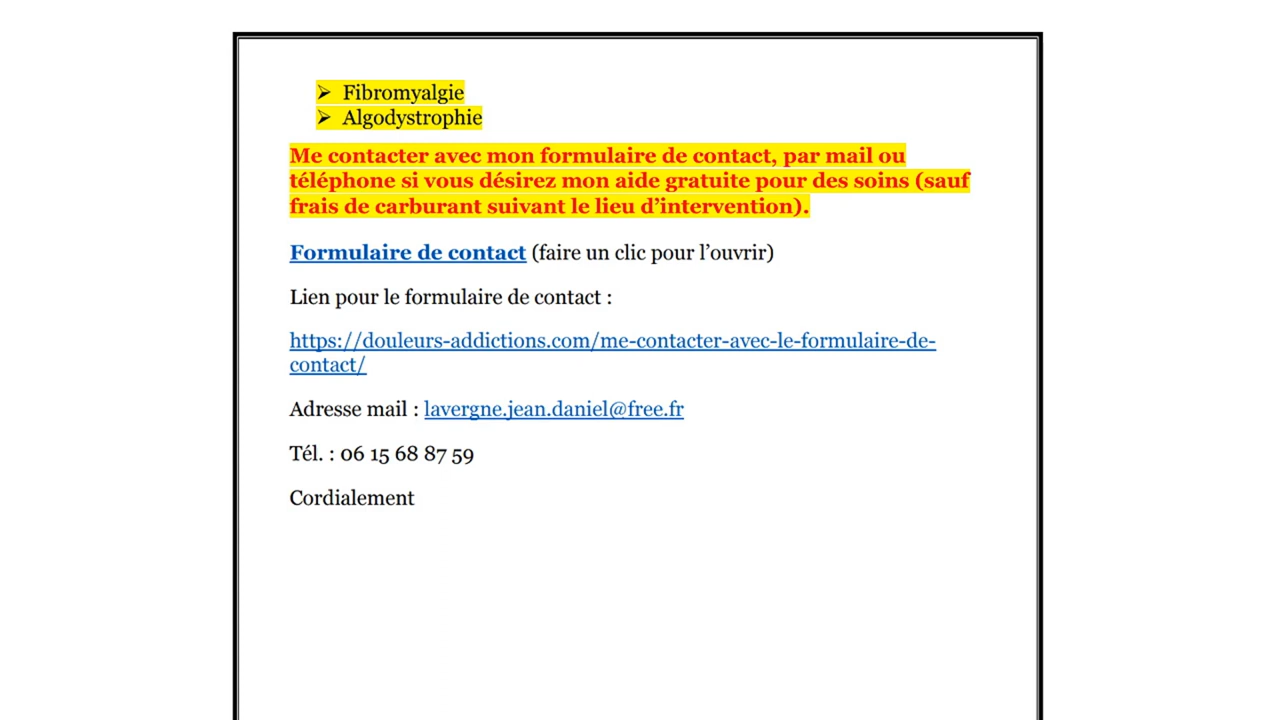 ➢ Fibromyalgie
➢ Algodystrophie
Me contacter avec mon formulaire de contact, par mail ou
téléphone si vous désirez mon aide gratuite pour des soins (sauf
frais de carburant suivant le lieu d’intervention).
Formulaire de contact (faire un clic pour l’ouvrir)
Lien pour le formulaire de contact :
https://douleurs-addictions.com/me-contacter-avec-le-formulaire-de-
contact/
Adresse mail : lavergne.jean.daniel@free.fr
Tél. : 06 15 68 87 59
Cordialement